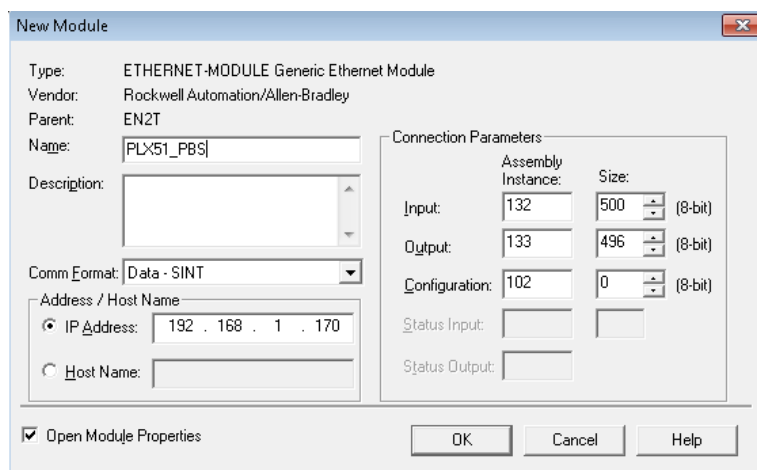 New Module
Type: ETHERNET-MODULE Generic Ethernet Module
Vendor: Rockwell Automation/Allen-Bradley
Parent: EN2T
Name: PLX51_PBS
Description:
Comm Format: Data - SINT
Address / Host Name
IP Address: 192 . 168 . 1 . 170
Host Name:
Connection Parameters
Assembly
Instance: Size:
Input: 132 500 (8-bit)
Output: 133 496 (8-bit)
Configuration: 102 0 (8-bit)
Status Input:
Status Output:
Open Module Properties
OK Cancel Help